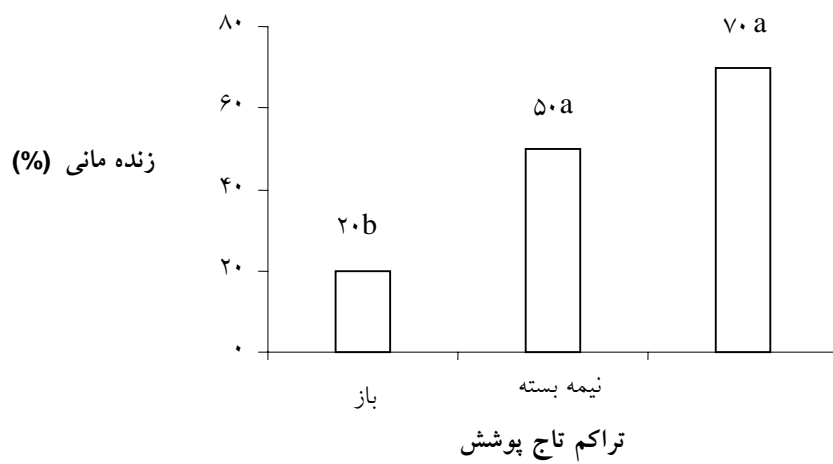 ۸۰
۷۰ a
۶۰
۵۰a
زنده مانی (%)
۴۰
۲۰b
۲۰
۰
باز
نیمه بسته
تراکم تاج پوشش